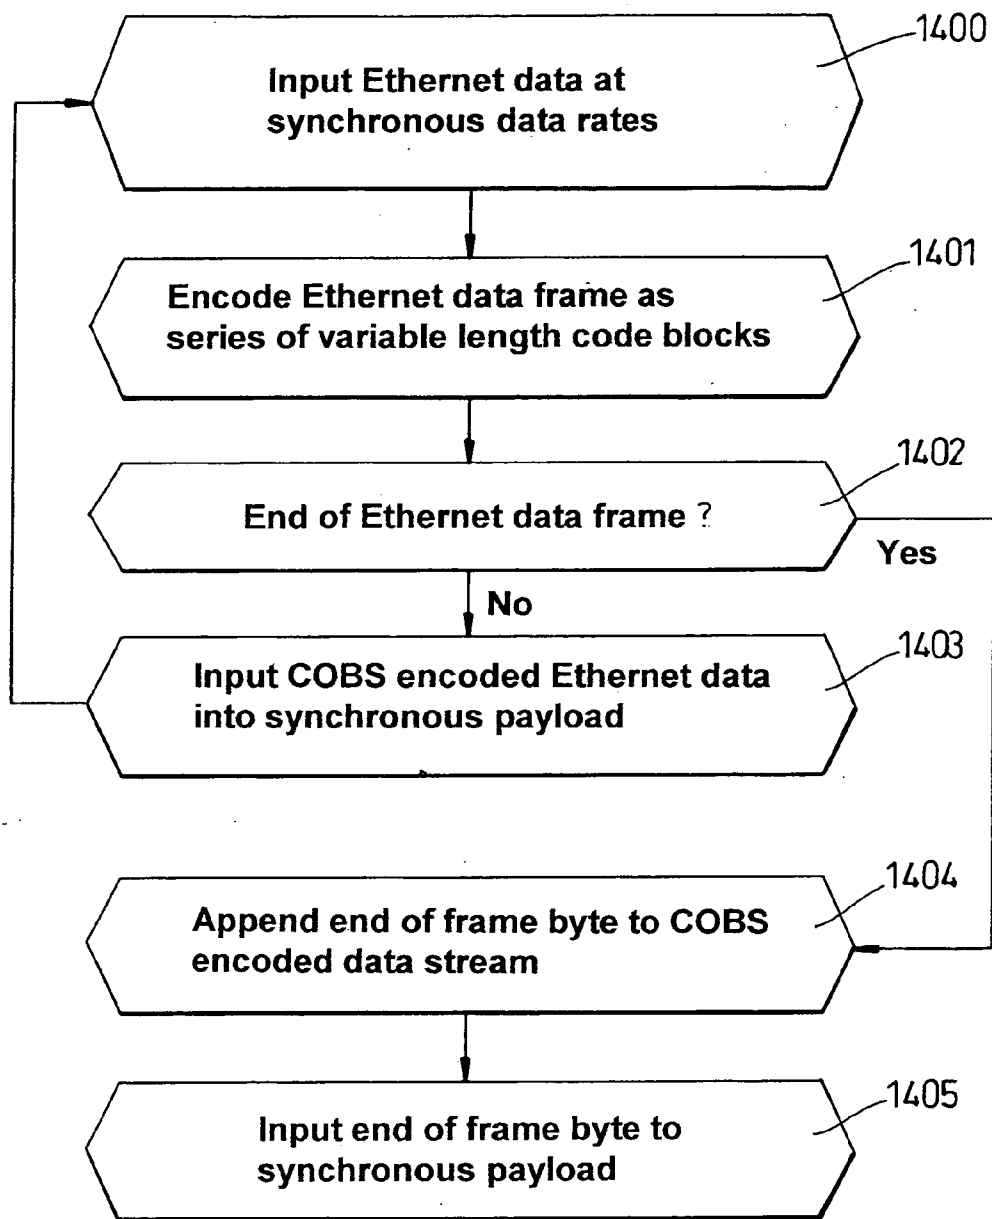 1400
Input Ethernet data at
synchronous data rates
1401
Encode Ethernet data frame as
series of variable length code blocks
1402
End of Ethernet data frame ?
Yes
No
1403
Input COBS encoded Ethernet data
into synchronous payload
1404
Append end of frame byte to COBS
encoded data stream
1405
Input end of frame byte to
synchronous payload